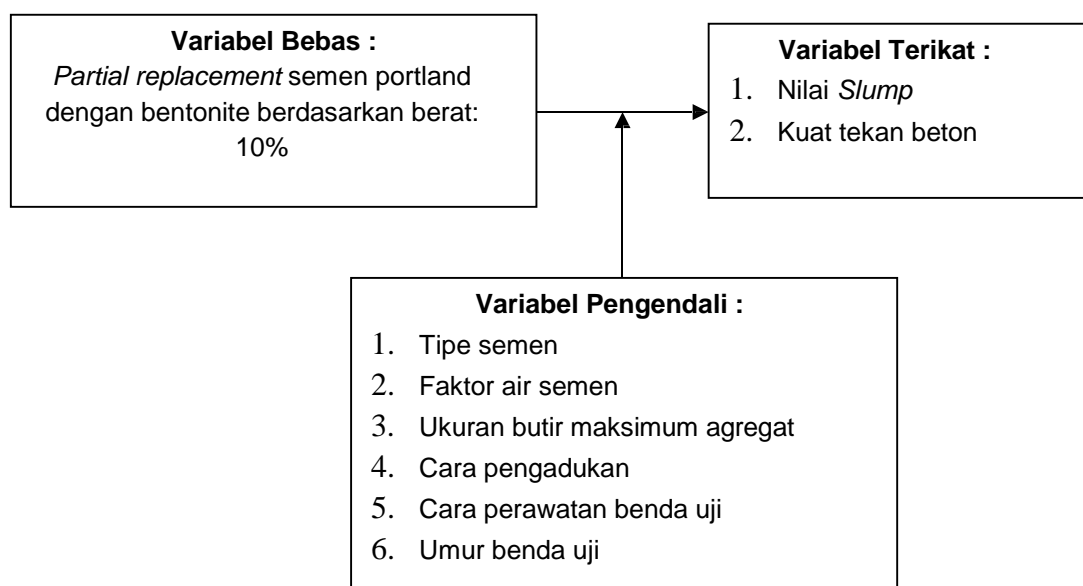 Variabel Bebas :
Partial replacement semen portland
dengan bentonite berdasarkan berat:
10%
Variabel Terikat :
1. Nilai Slump
2. Kuat tekan beton
Variabel Pengendali :
1. Tipe semen
2. Faktor air semen
3. Ukuran butir maksimum agregat
4. Cara pengadukan
5. Cara perawatan benda uji
6. Umur benda uji